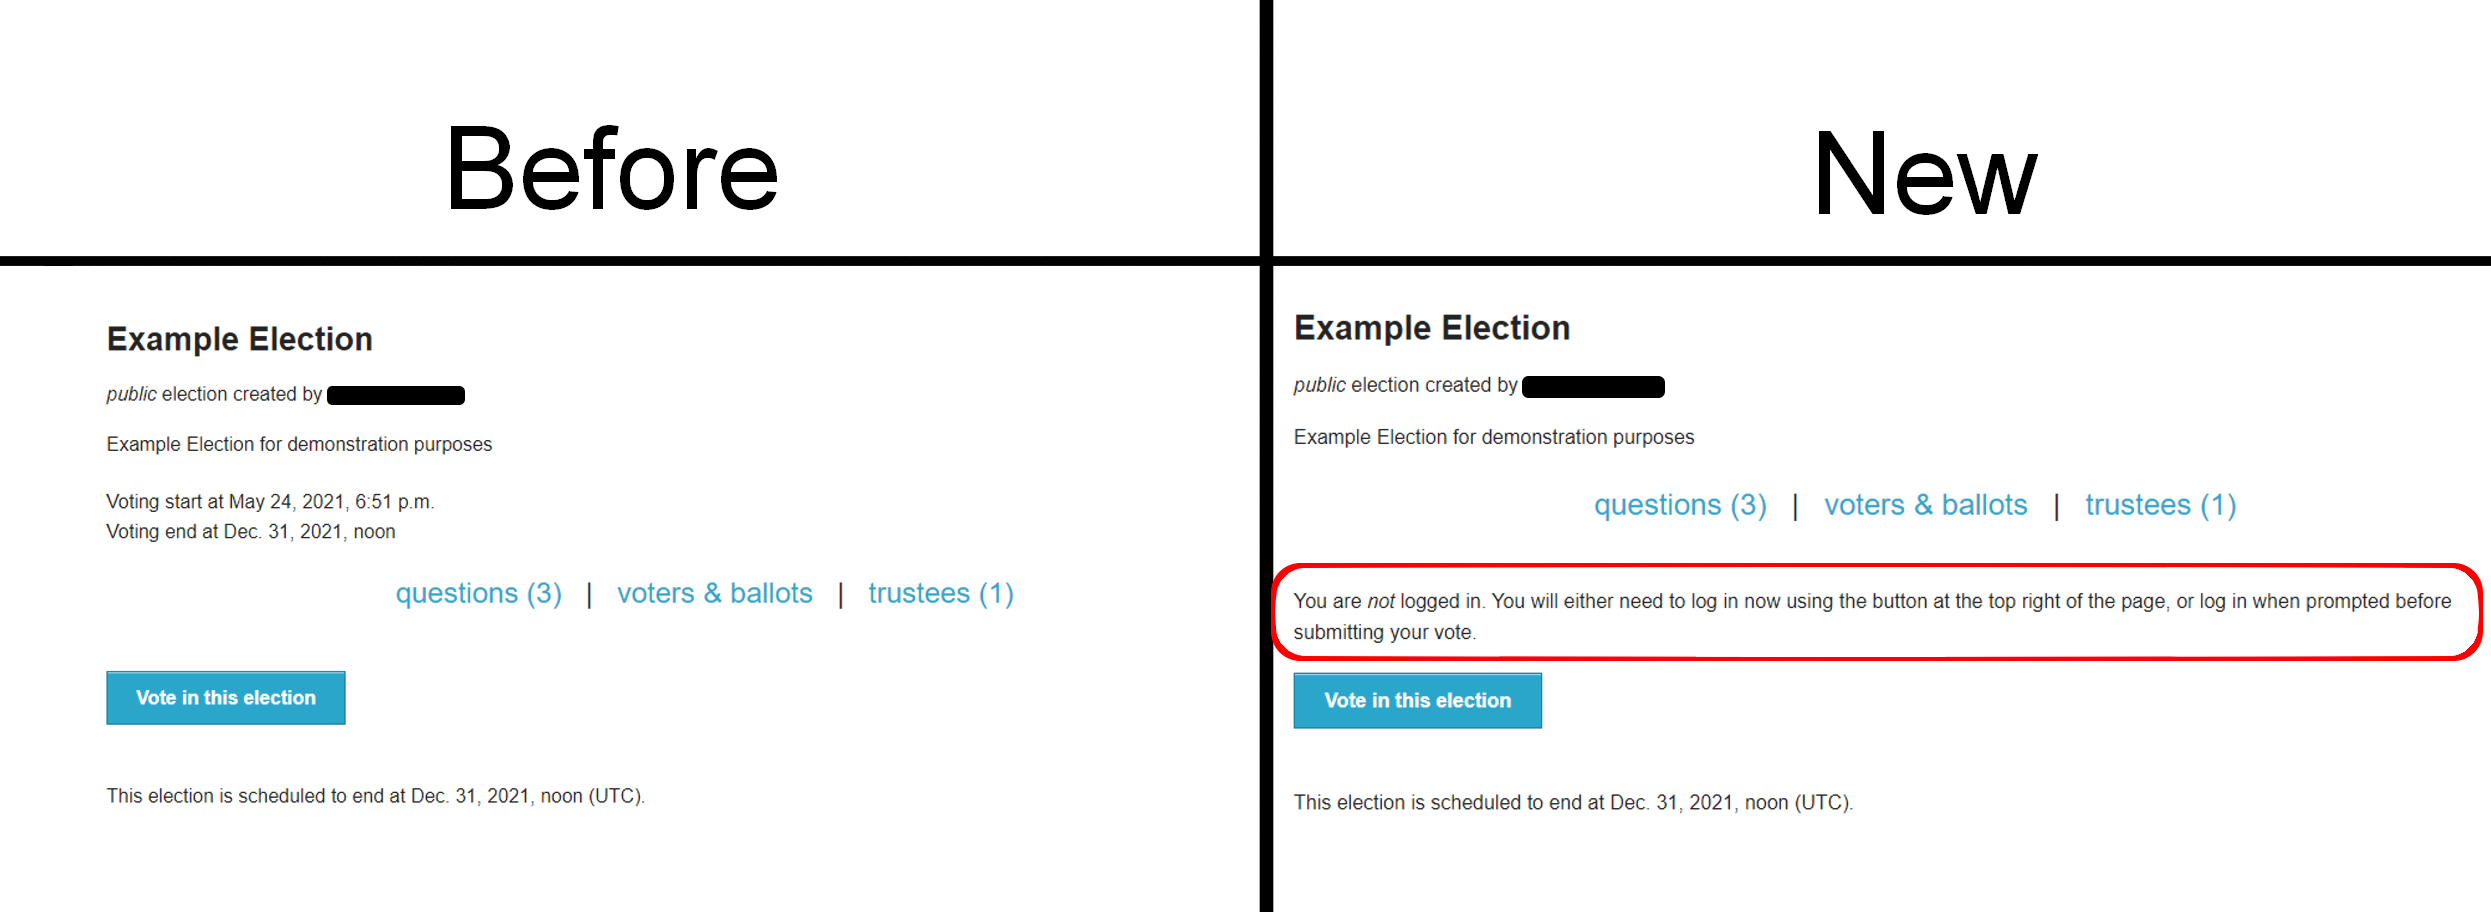 Before
New
Example Election
public election created by
Example Election for demonstration purposes
Voting start at May 24, 2021, 6:51 p.m.
Voting end at Dec. 31, 2021, noon
questions (3) | voters & ballots | trustees (1)
Vote in this election
This election is scheduled to end at Dec. 31, 2021, noon (UTC).
Example Election
public election created by
Example Election for demonstration purposes
questions (3) | voters & ballots | trustees (1)
You are not logged in. You will either need to log in now using the button at the top right of the page, or log in when prompted before
submitting your vote.
Vote in this election
This election is scheduled to end at Dec. 31, 2021, noon (UTC).